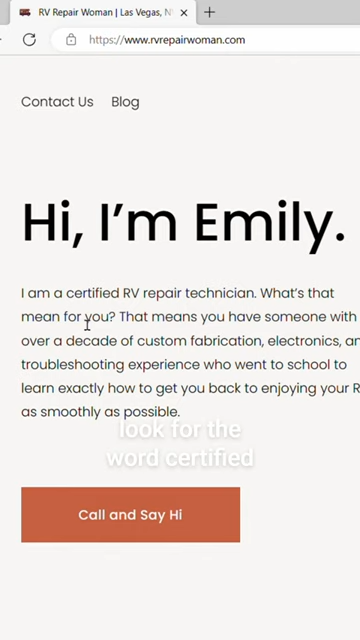 RV Repair Woman | Las Vegas, N
https://www.rvrepairwoman.com
Contact Us Blog
Hi, I'm Emily.
I am a certified RV repair technician. What's that
mean for you? That means you have someone with
over a decade of custom fabrication, electronics, an
troubleshooting experience who went to school to
learn exactly how to get you back to enjoying your R
as smoothly as possible.
look for the
word certified
Call and Say Hi